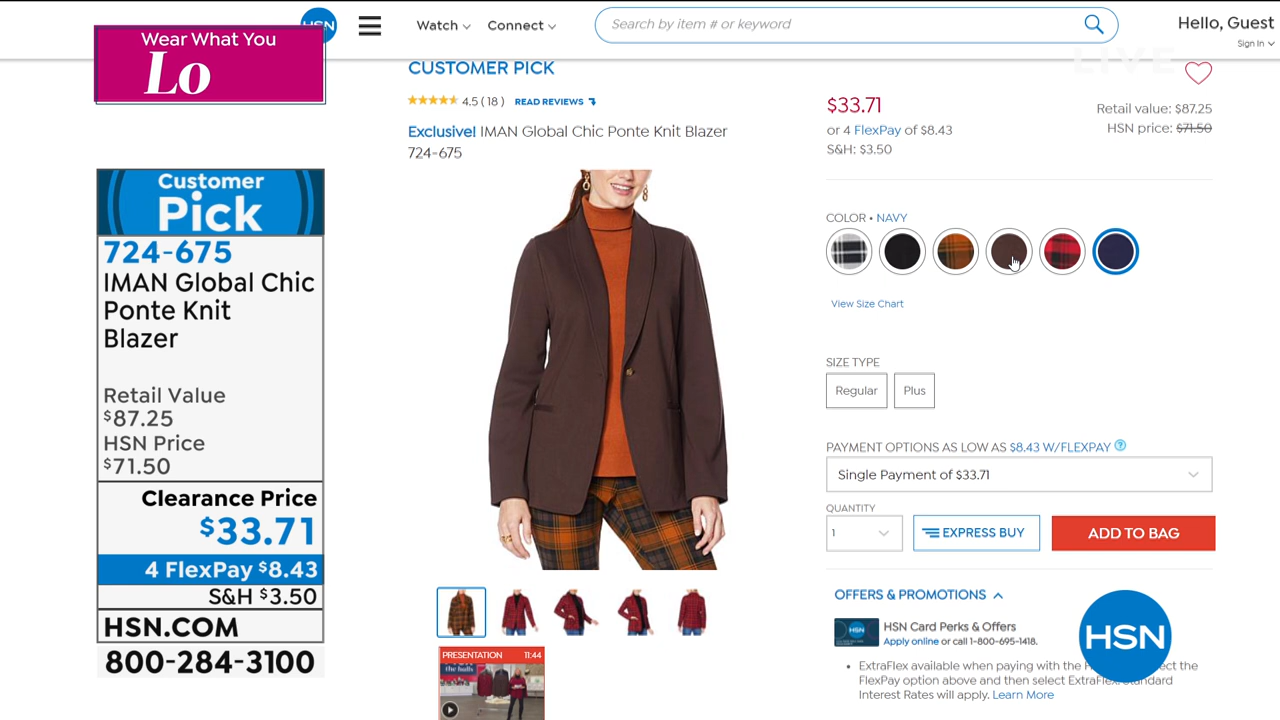 HSN
Watch
Connect
Search by item # or keyword
Hello, Guest
Sign In
Wear What You
Lo
LIVE
CUSTOMER PICK
4.5 ( 18 ) READ REVIEWS
Exclusive! IMAN Global Chic Ponte Knit Blazer
724-675
$33.71
or 4 FlexPay of $8.43
S&H: $3.50
Retail value: $87.25
HSN price: $71.50
COLOR • NAVY
View Size Chart
SIZE TYPE
Regular
Plus
PAYMENT OPTIONS AS LOW AS $8.43 W/FLEXPAY ?
Single Payment of $33.71
QUANTITY
1
EXPRESS BUY
ADD TO BAG
OFFERS & PROMOTIONS
HSN
HSN Card Perks & Offers
Apply online or call 1-800-695-1418.
• ExtraFlex available when paying with the
FlexPay option above and then select ExtraFlex. Standard
Interest Rates will apply. Learn More
HSN
Customer
Pick
724-675
IMAN Global Chic
Ponte Knit
Blazer
Retail Value
$87.25
HSN Price
$71.50
Clearance Price
$33.71
4 FlexPay $8.43
S&H $3.50
HSN.COM
800-284-3100
PRESENTATION 11:44
the halls